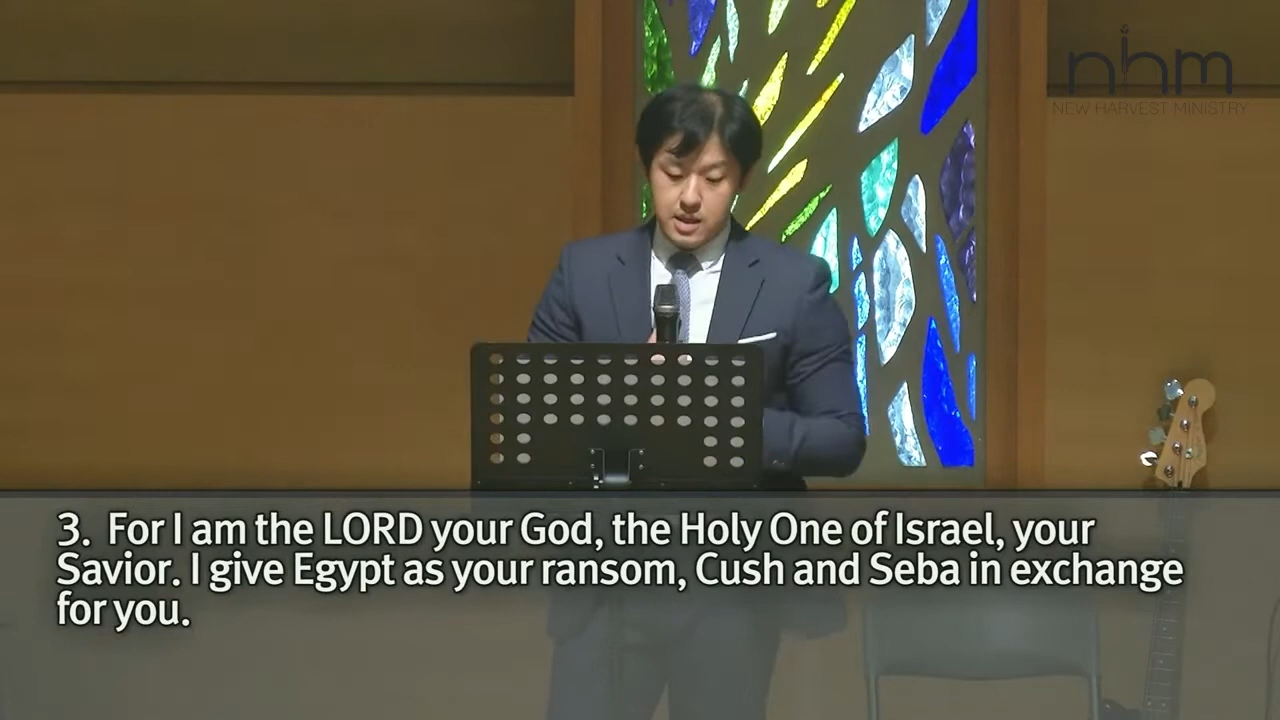 nhm
NEW HARVEST MINISTRY
3. For I am the LORD your God, the Holy One of Israel, your
Savior. I give Egypt as your ransom, Cush and Seba in exchange
for you.